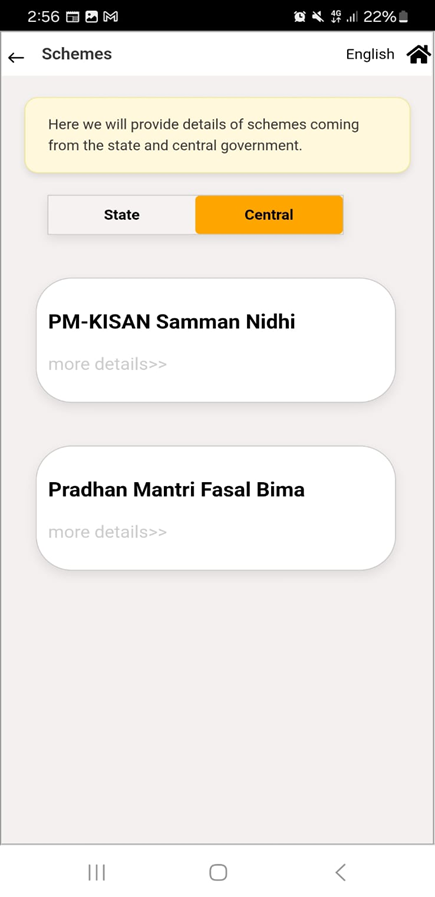 2:56 4G 22%
Schemes English
Here we will provide details of schemes coming
from the state and central government.
State Central
PM-KISAN Samman Nidhi
more details>>
Pradhan Mantri Fasal Bima
more details>>